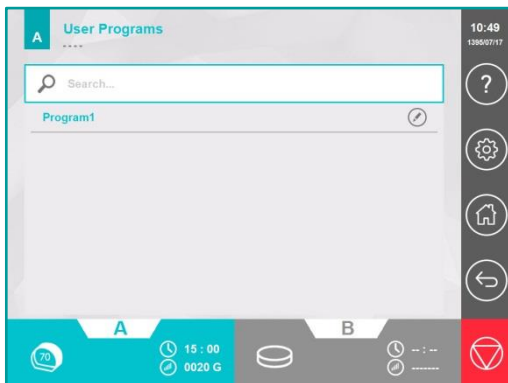 A
User Programs
10:49
1395/07/17
Search...
Program1
?
A
B
70
15 : 00
0020 G
-- : --
-------